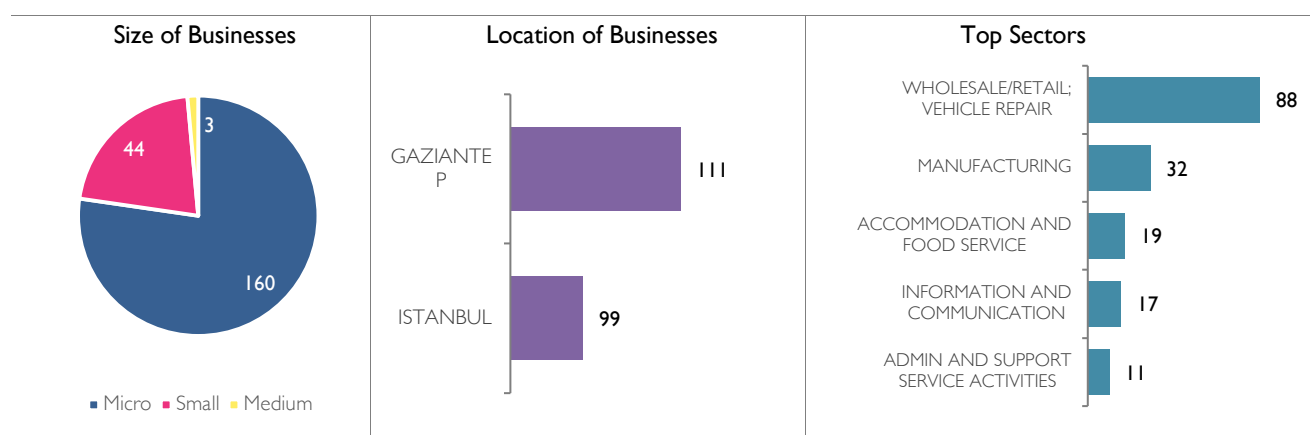 Size of Businesses
3
44
160
Micro Small Medium
Location of Businesses
GAZIANTE
P
111
ISTANBUL
99
Top Sectors
WHOLESALE/RETAIL;
VEHICLE REPAIR
88
MANUFACTURING
32
ACCOMMODATION AND
FOOD SERVICE
19
INFORMATION AND
COMMUNICATION
17
ADMIN AND SUPPORT
SERVICE ACTIVITIES
11